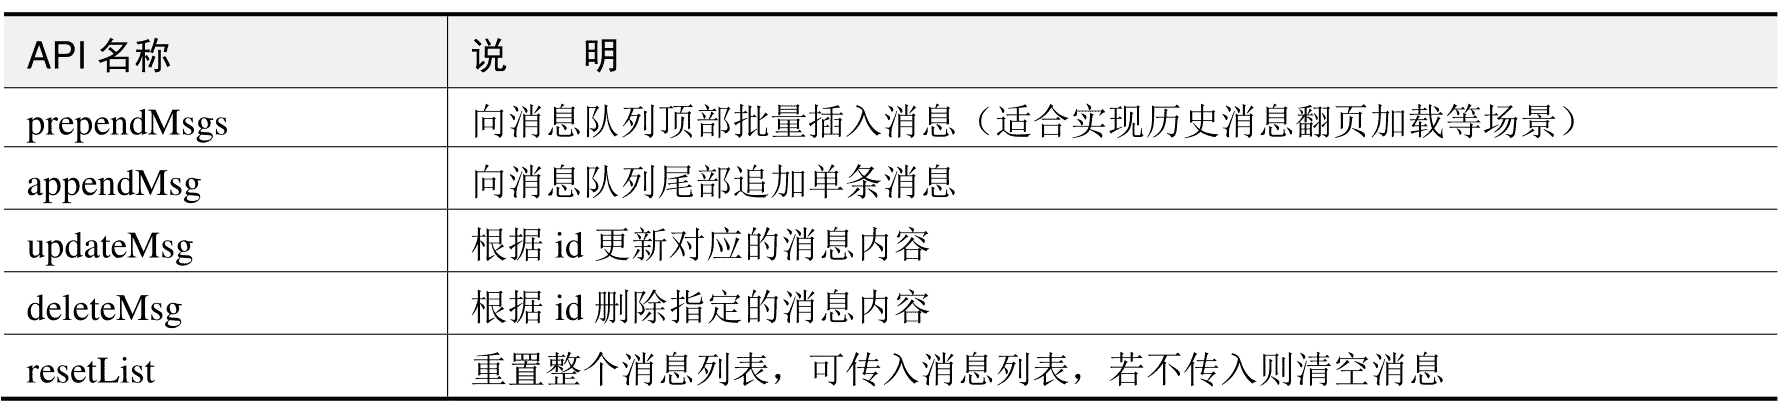 API 名称 说 明
prependMsgs 向消息队列顶部批量插入消息（适合实现历史消息翻页加载等场景）
appendMsg 向消息队列尾部追加单条消息
updateMsg 根据 id 更新对应的消息内容
deleteMsg 根据 id 删除指定的消息内容
resetList 重置整个消息列表，可传入消息列表，若不传入则清空消息